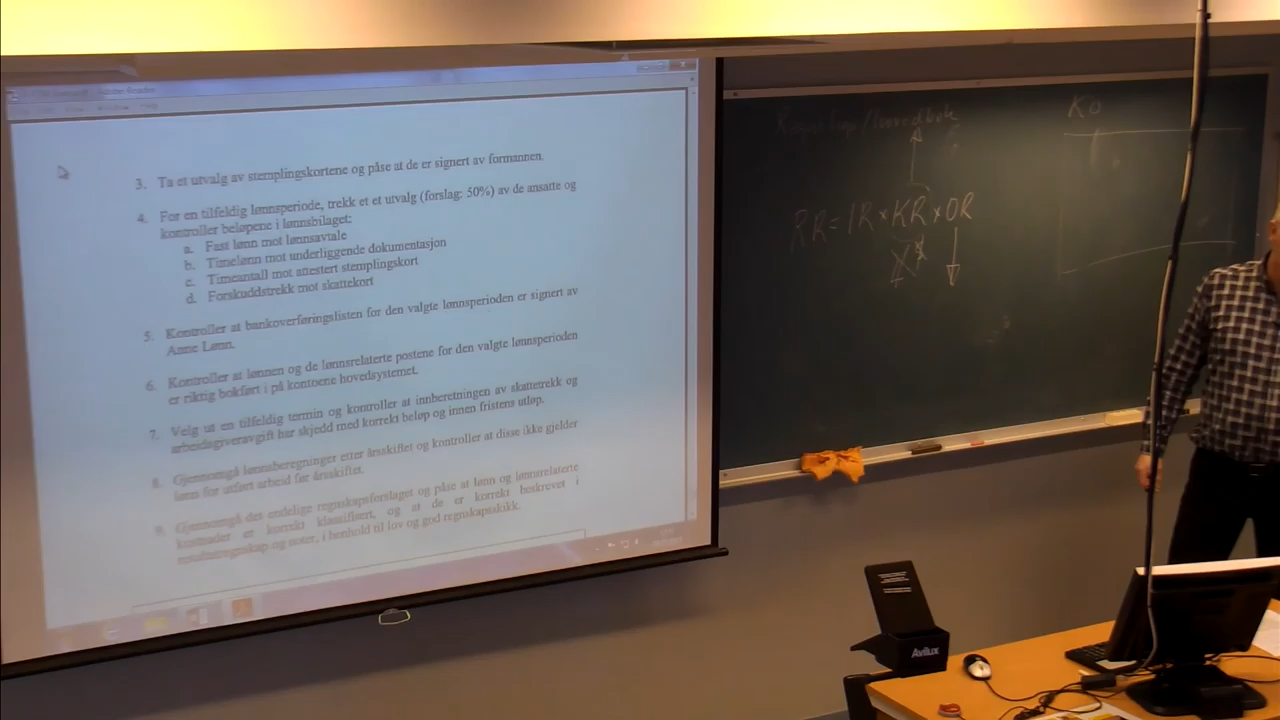 3. Ta et utvalg av stemplingskortene og påse at de er signert av formannen.
4. For en tilfeldig lønnsperiode, trekk et et utvalg (forslag: 50%) av de ansatte og
kontroller beløpene i lønnsbilaget:
a. Fast lønn mot lønnsavtale
b. Timelønn mot underliggende dokumentasjon
c. Timeantall mot attestert stemplingskort
d. Forskuddstrekk mot skattekort
5. Kontroller at bankoverføringslisten for den valgte lønnsperioden er signert av
Anne Lønn.
6. Kontroller at lønnen og de lønnsrelaterte postene for den valgte lønnsperioden
er riktig bokført i på kontoene hovedsystemet.
7. Velg ut en tilfeldig termin og kontroller at innberetningen av skattetrekk og
arbeidsgiveravgift har skjedd med korrekt beløp og innen fristens utløp.
8. Gjennomgå lønnsberegninger etter årsskiftet og kontroller at disse ikke gjelder
lønn for utført arbeid før årsskiftet.
9. Gjennomgå det endelige regnskapsforslaget og påse at lønn og lønnsrelaterte
kostnader er korrekt klassifisert, og at de er korrekt beskrevet i
resultatregnskap og noter, i henhold til lov og god regnskapsskikk.
RR = IR × KR × OR
KO
Avilux